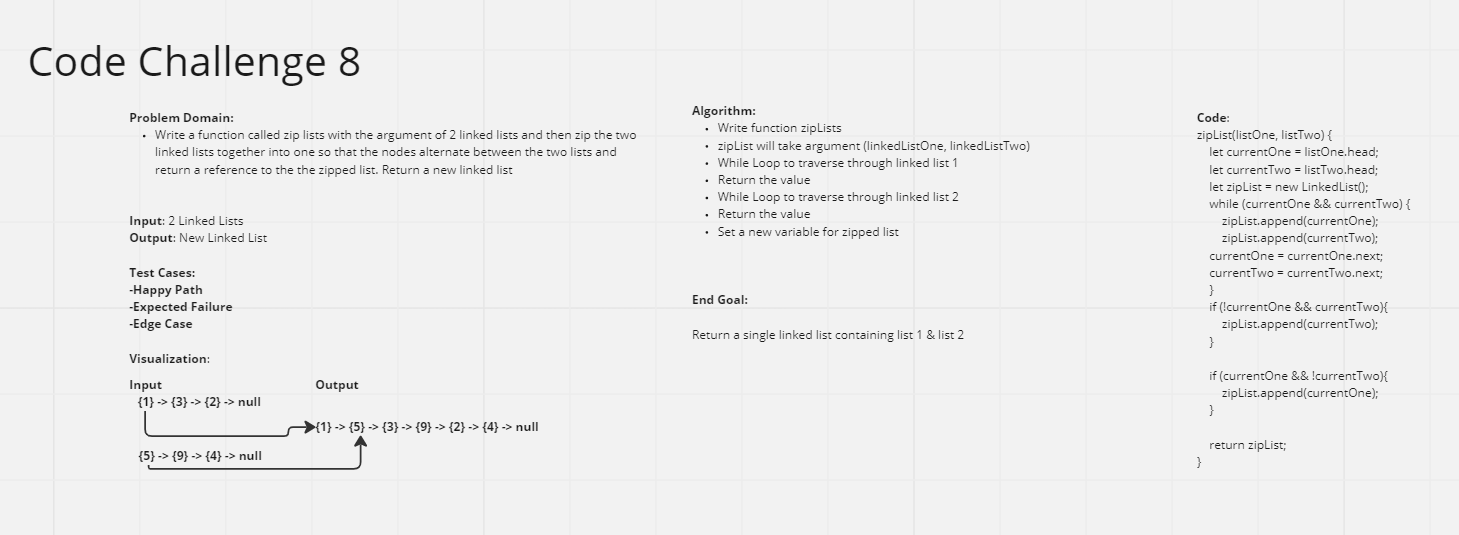 Code Challenge 8
Problem Domain:
• Write a function called zip lists with the argument of 2 linked lists and then zip the two
linked lists together into one so that the nodes alternate between the two lists and
return a reference to the the zipped list. Return a new linked list
Input: 2 Linked Lists
Output: New Linked List
Test Cases:
-Happy Path
-Expected Failure
-Edge Case
Visualization:
Input
Output
{1} -> {3} -> {2} -> null
{1} -> {5} -> {3} -> {9} -> {2} -> {4} -> null
{5} -> {9} -> {4} -> null
Algorithm:
• Write function zipLists
• zipList will take argument (linkedListOne, linkedListTwo)
• While Loop to traverse through linked list 1
• Return the value
• While Loop to traverse through linked list 2
• Return the value
• Set a new variable for zipped list
End Goal:
Return a single linked list containing list 1 & list 2
Code:
zipList(listOne, listTwo) {
let currentOne = listOne.head;
let currentTwo = listTwo.head;
let zipList = new LinkedList();
while (currentOne && currentTwo) {
zipList.append(currentOne);
zipList.append(currentTwo);
currentOne = currentOne.next;
currentTwo = currentTwo.next;
}
if (!currentOne && currentTwo){
zipList.append(currentTwo);
}
if (currentOne && !currentTwo){
zipList.append(currentOne);
}
return zipList;
}